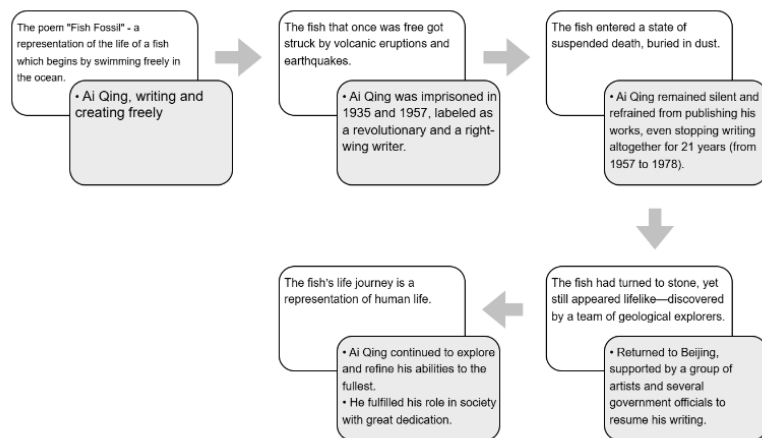 The poem "Fish Fossil" - a
representation of the life of a fish
which begins by swimming freely in
the ocean.
• Ai Qing, writing and
creating freely
The fish that once was free got
struck by volcanic eruptions and
earthquakes.
• Ai Qing was imprisoned in
1935 and 1957, labeled as
a revolutionary and a right-
wing writer.
The fish entered a state of
suspended death, buried in dust.
• Ai Qing remained silent and
refrained from publishing his
works, even stopping writing
altogether for 21 years (from
1957 to 1978).
The fish had turned to stone, yet
still appeared lifelike—discovered
by a team of geological explorers.
• Returned to Beijing,
supported by a group of
artists and several
government officials to
resume his writing.
The fish's life journey is a
representation of human life.
• Ai Qing continued to explore
and refine his abilities to the
fullest.
• He fulfilled his role in society
with great dedication.